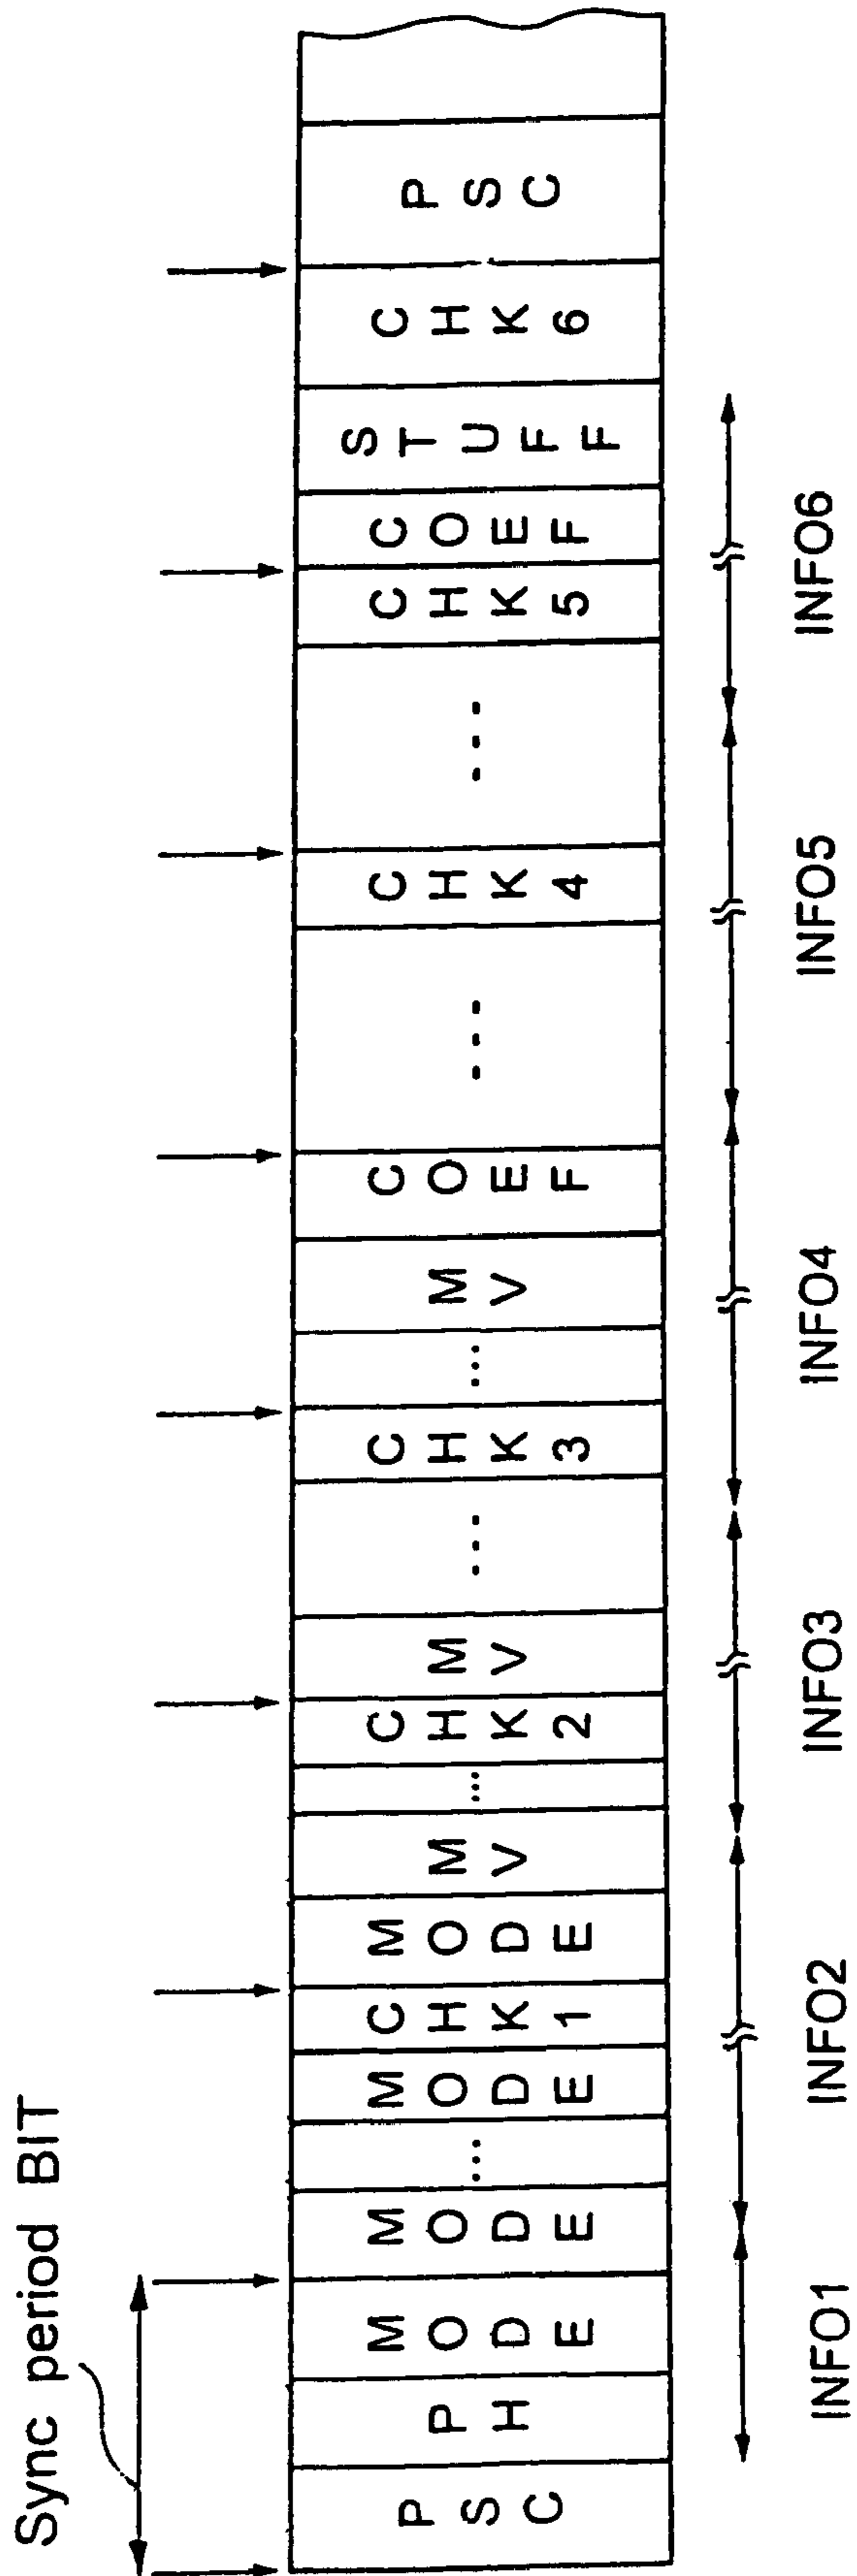 Sync period BIT
PSC
PH
MODE
MODE
...
MODE
CHK1
MODE
MV
...
CHK2
MV
...
CHK3
...
MV
COEF
...
CHK4
...
CHK5
COEF
STUFF
CHK6
PSC
INFO1
INFO2
INFO3
INFO4
INFO5
INFO6